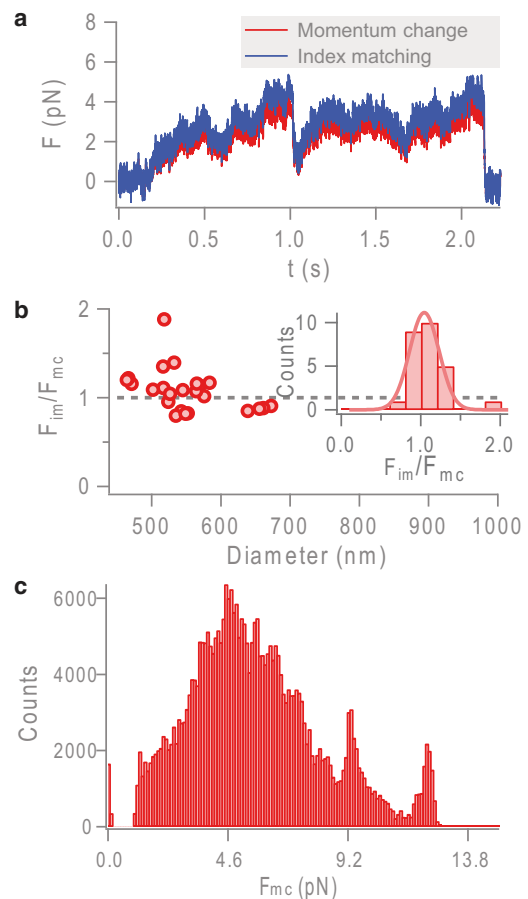 a
8
6
4
2
0
F (pN)
Momentum change
Index matching
0.0 0.5 1.0 1.5 2.0
t (s)
b
2
1
0
Fim/Fmc
10
5
0
Counts
0.0 1.0 2.0
Fim/Fmc
500 600 700 800 900 1000
Diameter (nm)
c
6000
4000
2000
0
Counts
0.0 4.6 9.2 13.8
Fmc (pN)